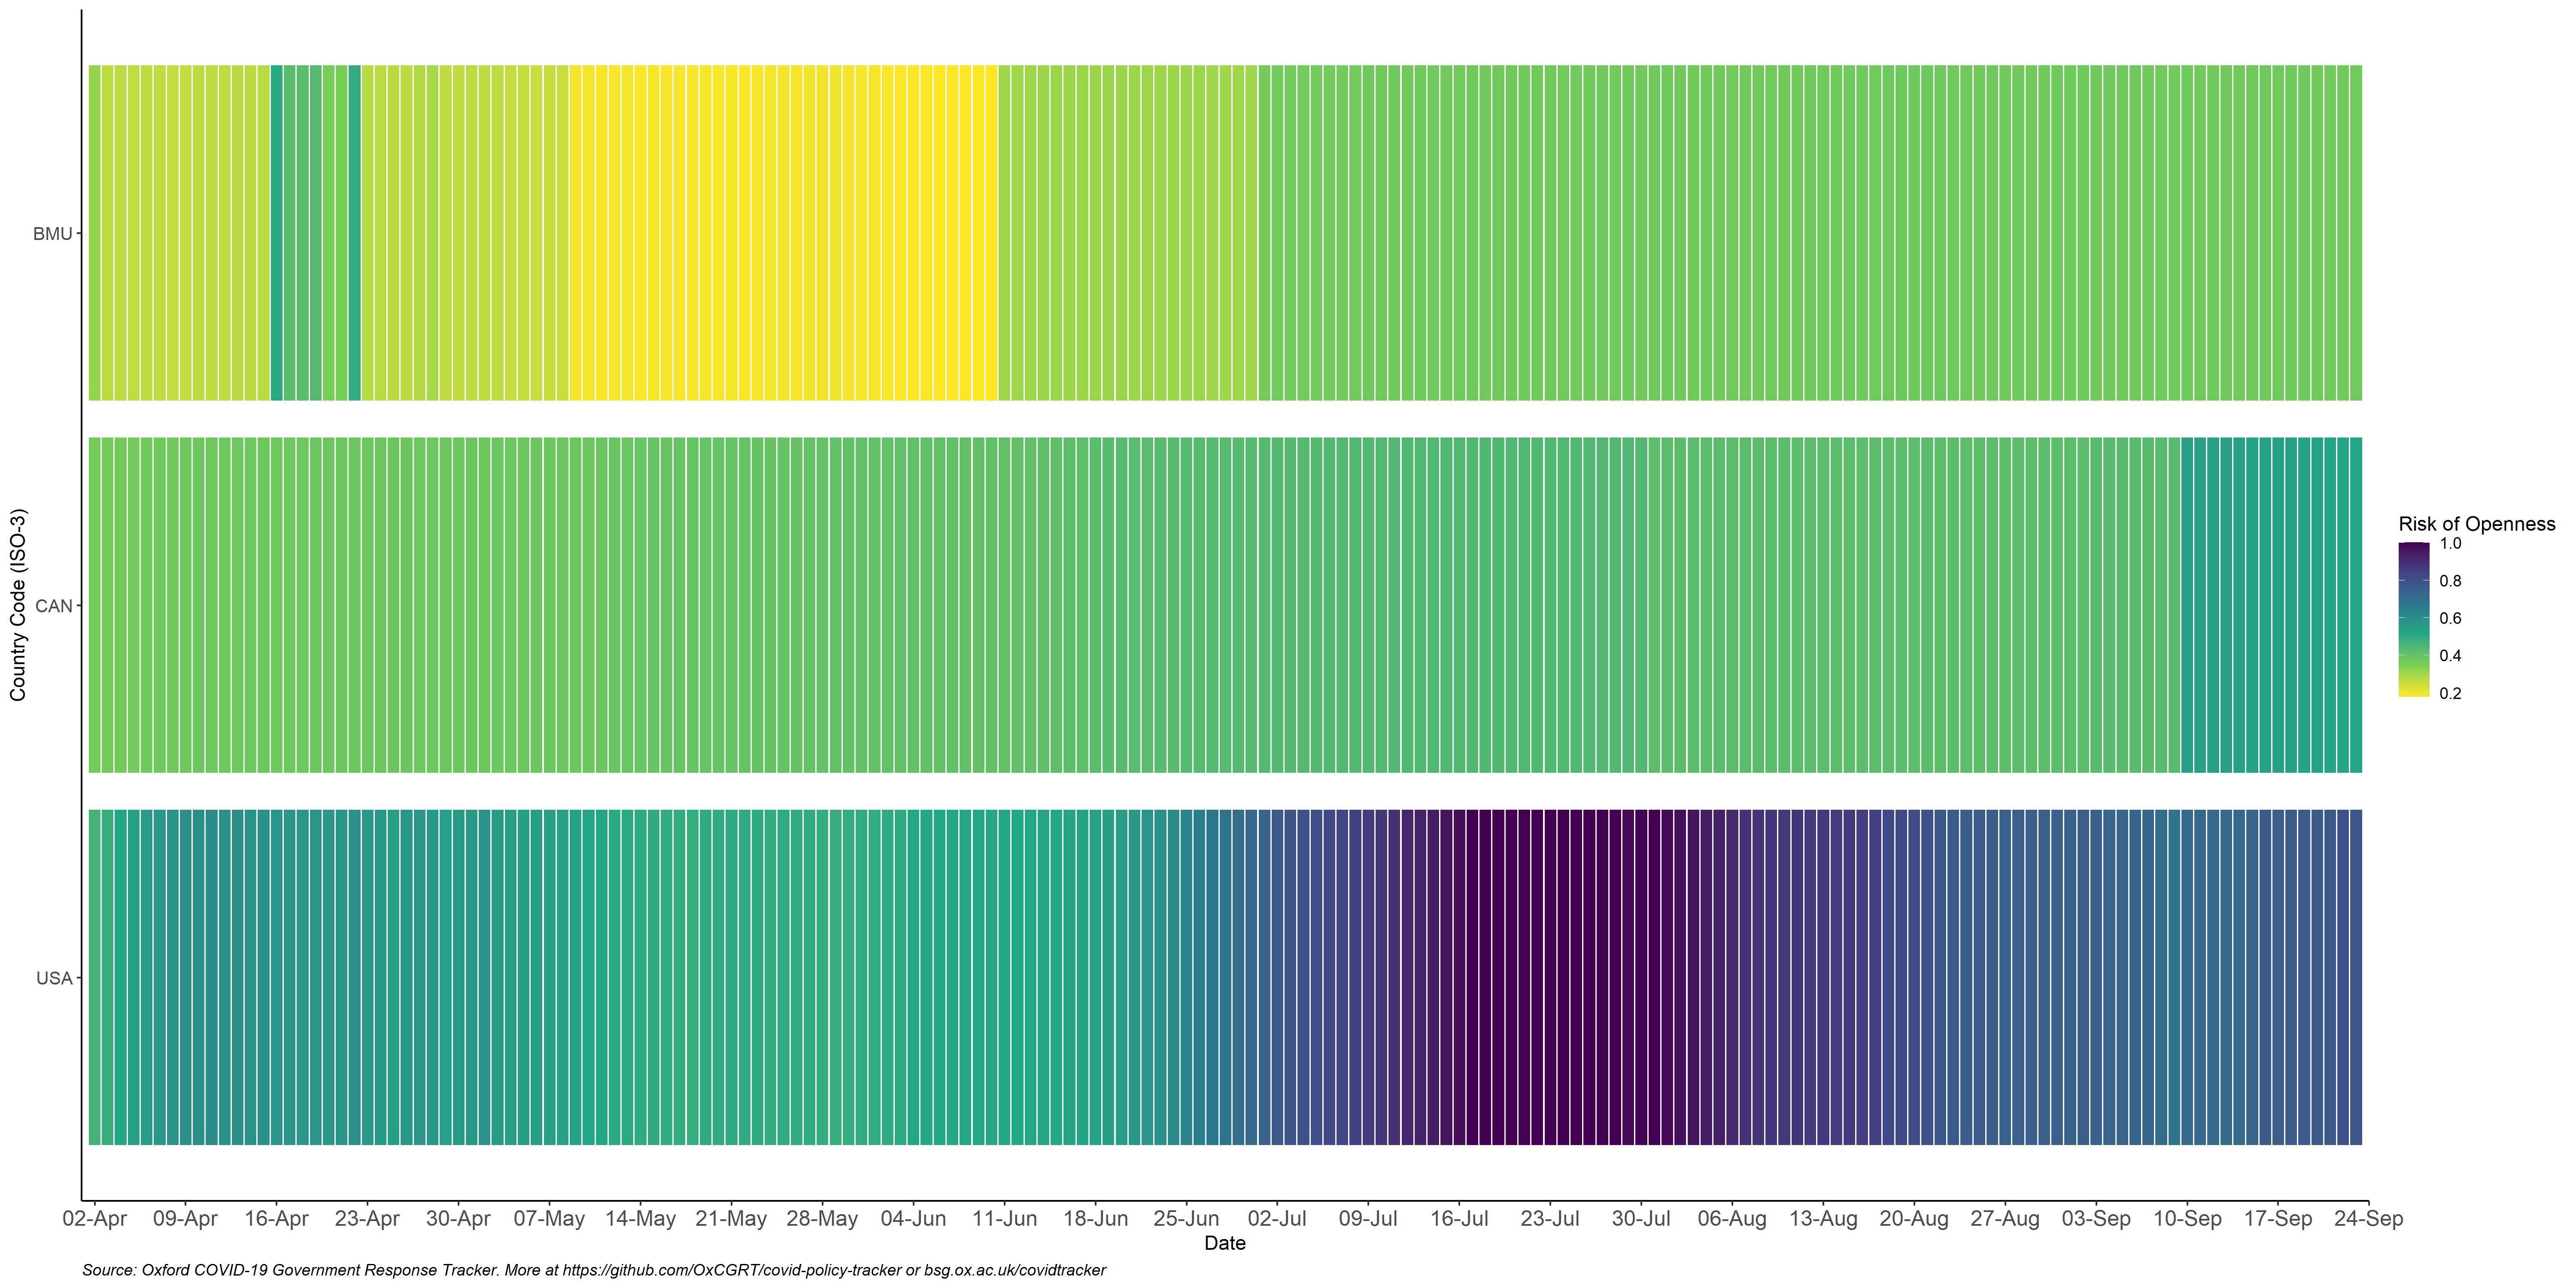 BMU
CAN
USA
Country Code (ISO-3)
Risk of Openness
1.0
0.8
0.6
0.4
0.2
02-Apr 09-Apr 16-Apr 23-Apr 30-Apr 07-May 14-May 21-May 28-May 04-Jun 11-Jun 18-Jun 25-Jun 02-Jul 09-Jul 16-Jul 23-Jul 30-Jul 06-Aug 13-Aug 20-Aug 27-Aug 03-Sep 10-Sep 17-Sep 24-Sep
Date
Source: Oxford COVID-19 Government Response Tracker. More at https://github.com/OxCGRT/covid-policy-tracker or bsg.ox.ac.uk/covidtracker